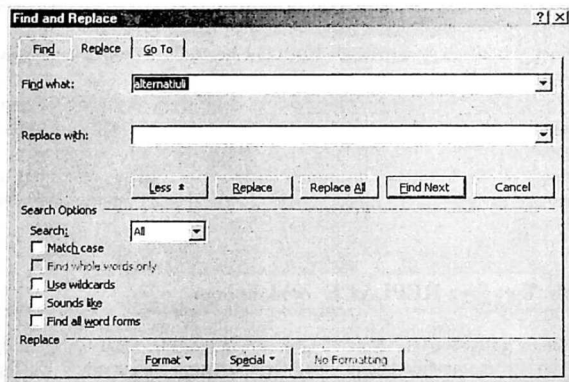 Find and Replace
Find Replace Go To
Find what: alternatiuli
Replace with:
Less Replace Replace All Find Next Cancel
Search Options
Search: All
Match case
Find whole words only
Use wildcards
Sounds like
Find all word forms
Replace
Format Special No Formatting